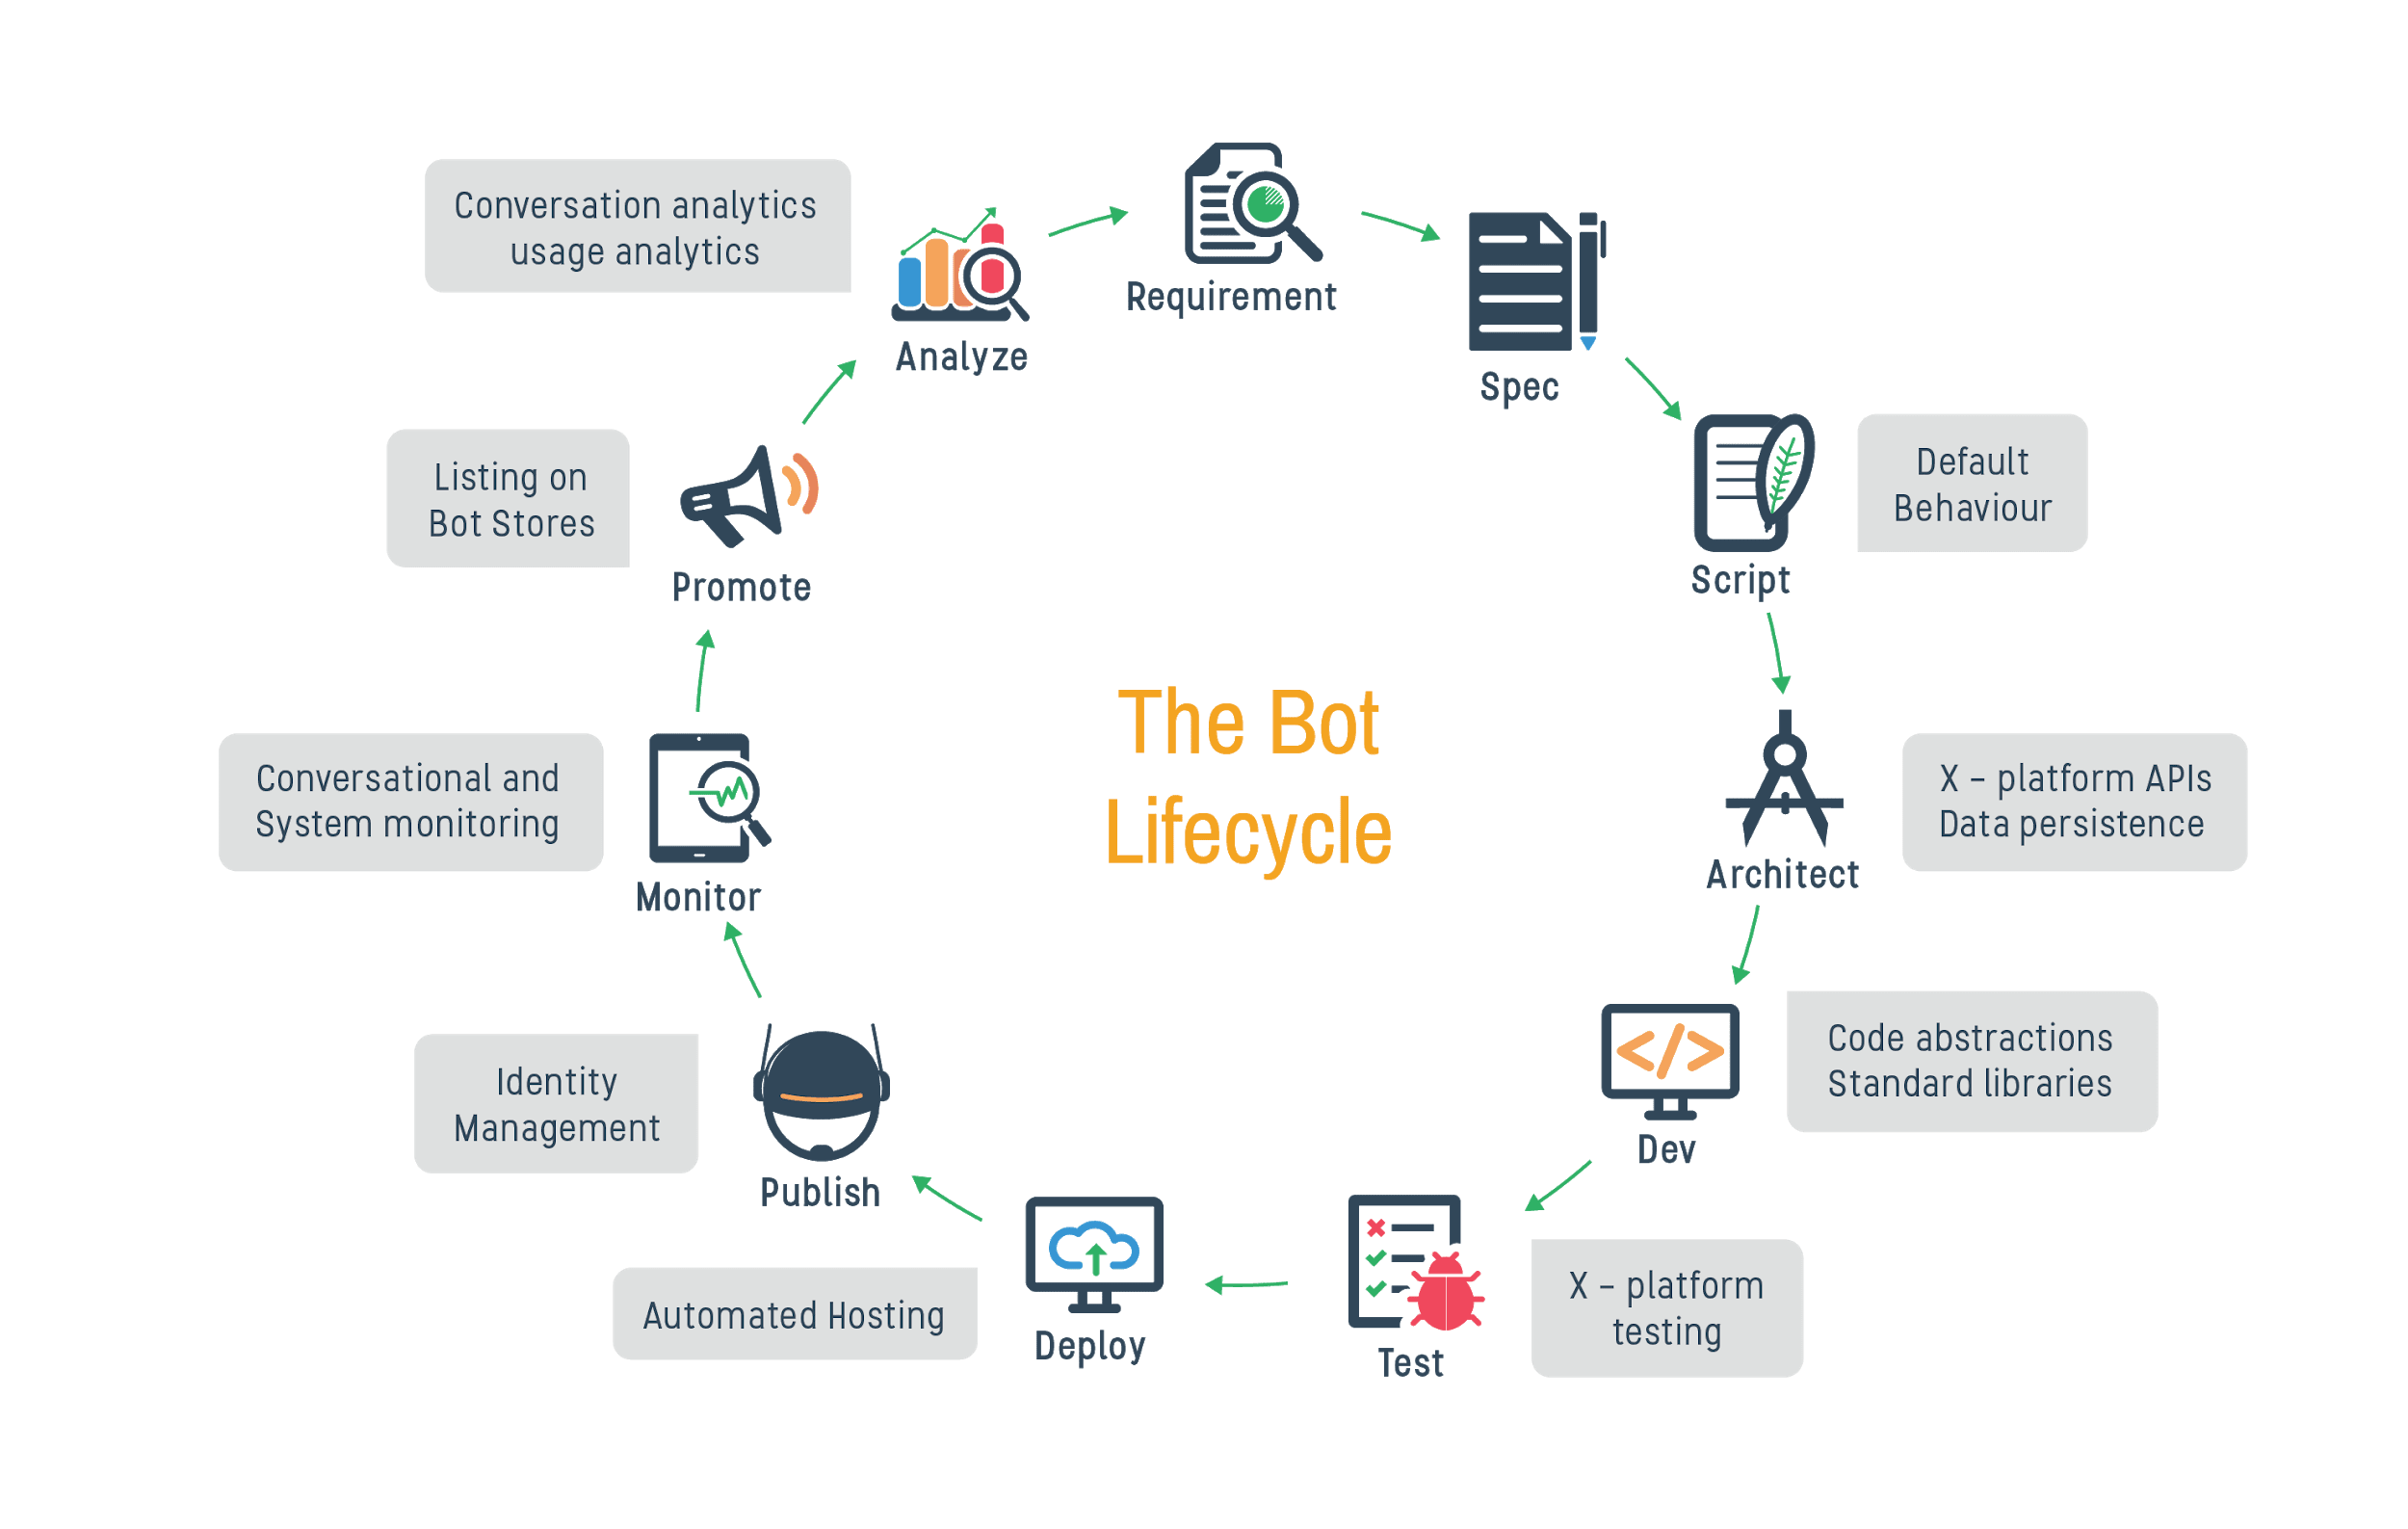 The Bot
Lifecycle
Requirement
Spec
Script
Default
Behaviour
Architect
X – platform APIs
Data persistence
Dev
Code abstractions
Standard libraries
Test
X – platform
testing
Deploy
Automated Hosting
Publish
Identity
Management
Monitor
Conversational and
System monitoring
Promote
Listing on
Bot Stores
Analyze
Conversation analytics
usage analytics